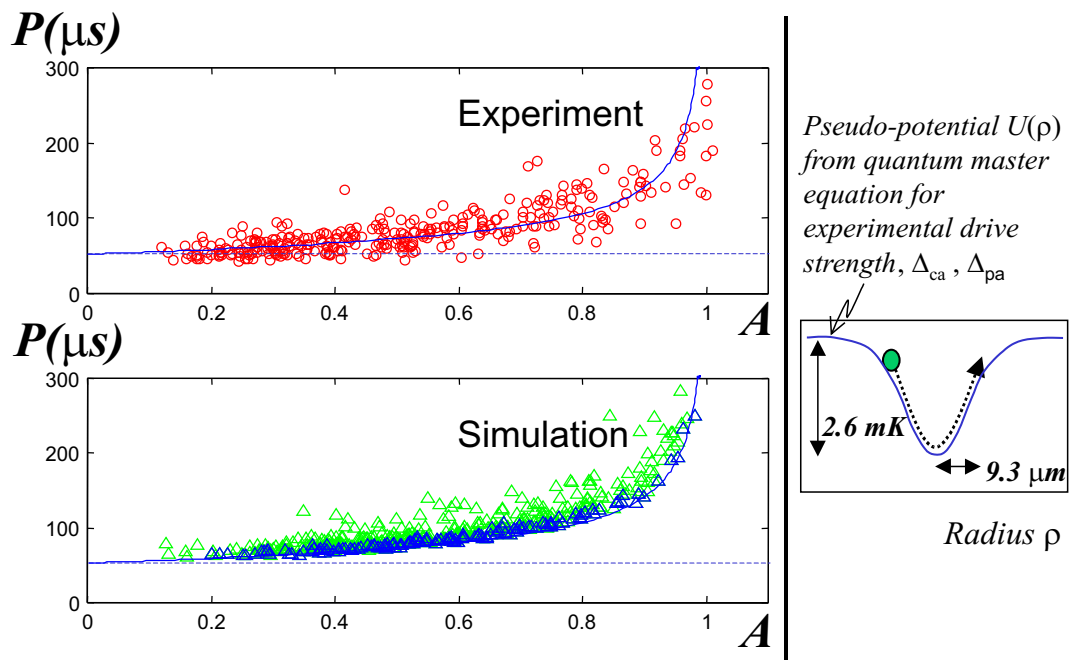 P(μs)
300
200
100
0
Experiment
0
0.2
0.4
0.6
0.8
1
A
P(μs)
300
200
100
0
Simulation
0
0.2
0.4
0.6
0.8
1
A
Pseudo-potential U(ρ)
from quantum master
equation for
experimental drive
strength, Δca , Δpa
2.6 mK
9.3 μm
Radius ρ